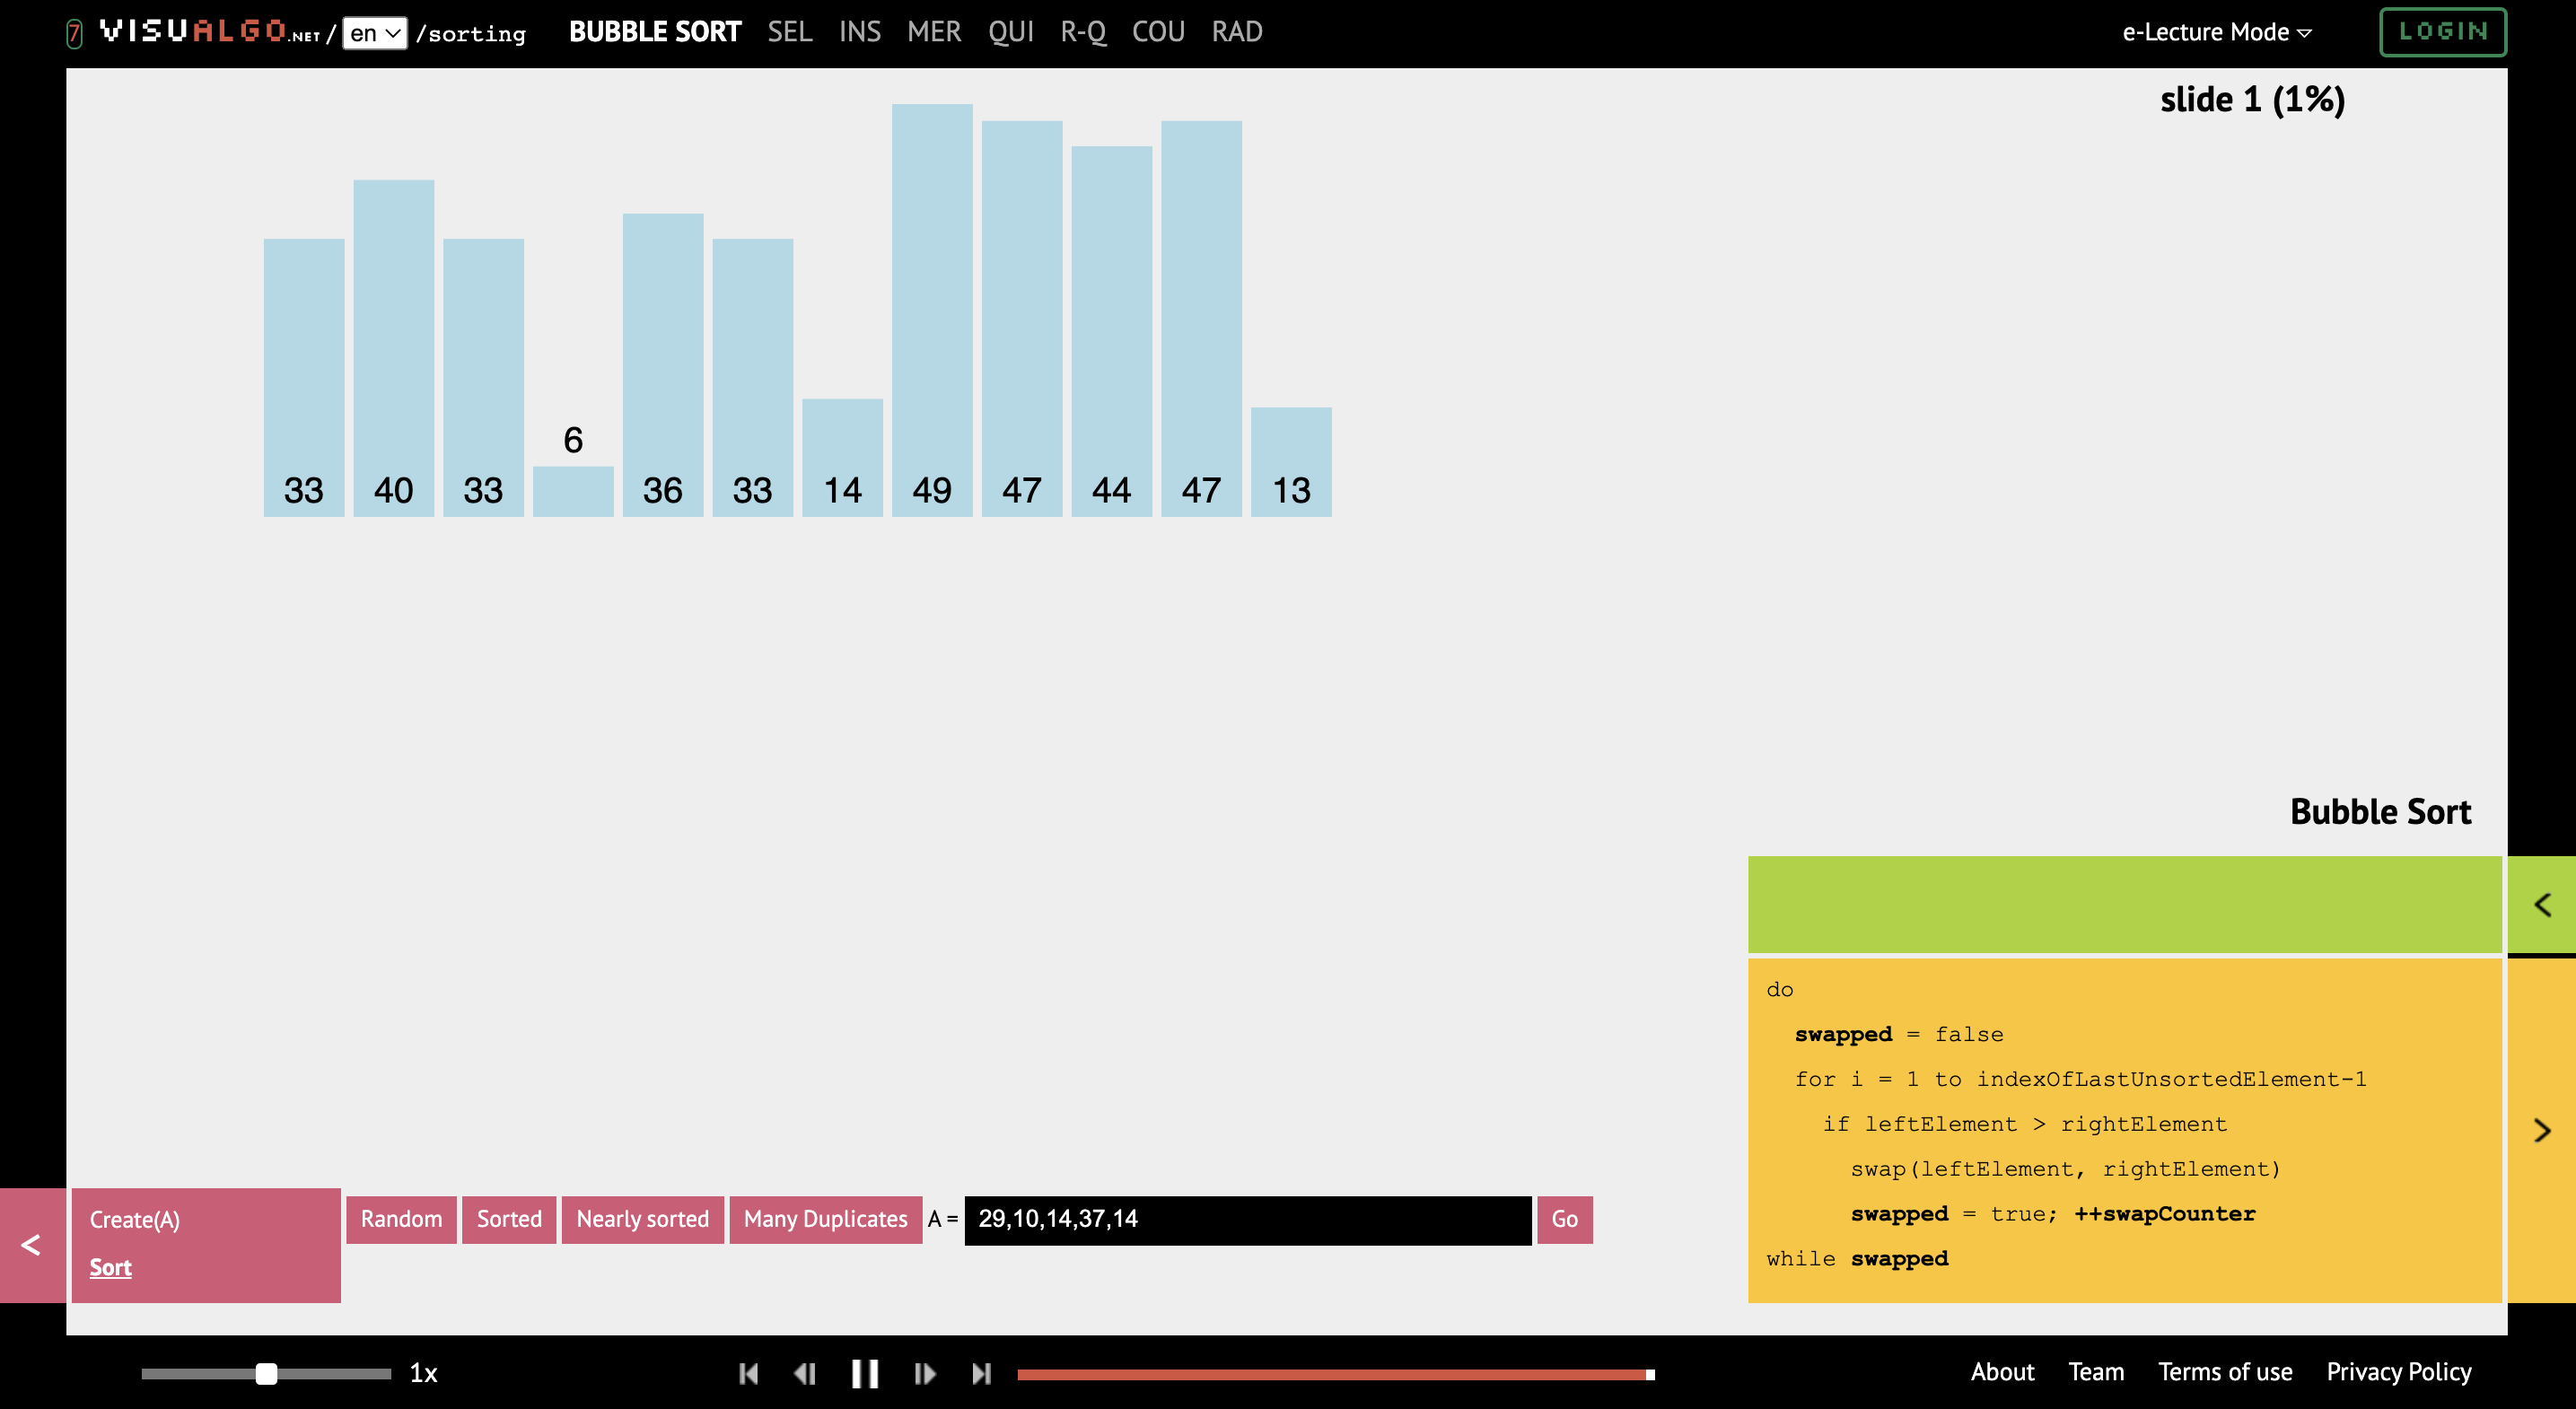 7 VISUALGO.NET / en /sorting BUBBLE SORT SEL INS MER QUI R-Q COU RAD e-Lecture Mode LOGIN
slide 1 (1%)
33 40 33 6 36 33 14 49 47 44 47 13
Bubble Sort
do
swapped = false
for i = 1 to indexOfLastUnsortedElement-1
if leftElement > rightElement
swap(leftElement, rightElement)
swapped = true; ++swapCounter
while swapped
< >
< Create(A) Random Sorted Nearly sorted Many Duplicates A = 29,10,14,37,14 Go
Sort
1x About Team Terms of use Privacy Policy